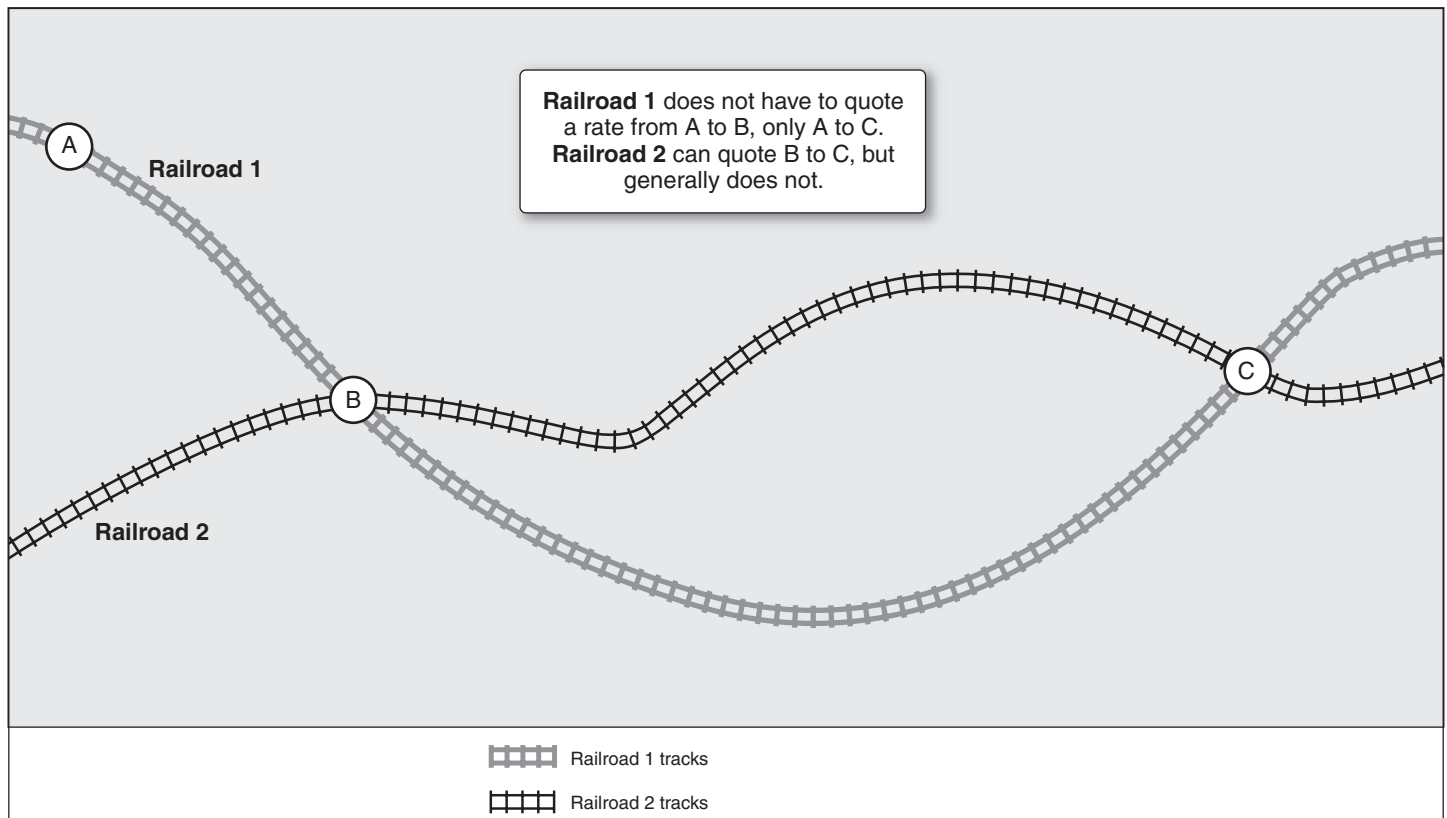 Railroad 1 does not have to quote
a rate from A to B, only A to C.
Railroad 2 can quote B to C, but
generally does not.
A
Railroad 1
B
C
Railroad 2
Railroad 1 tracks
Railroad 2 tracks